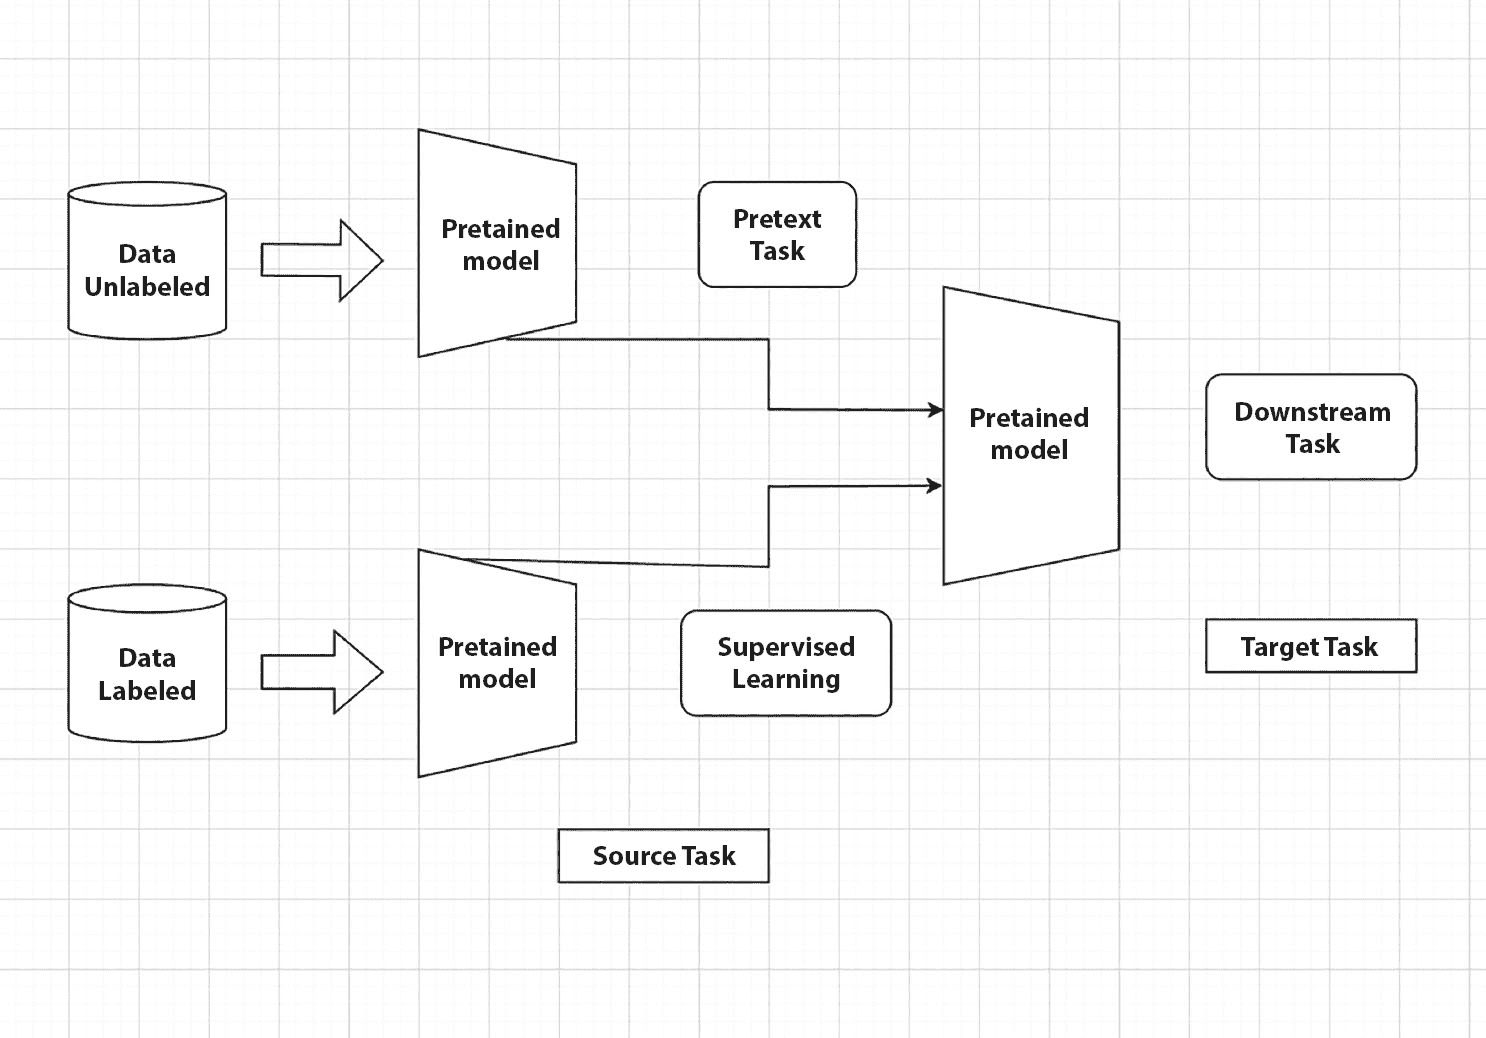 Data
Unlabeled
Pretained
model
Pretext
Task
Pretained
model
Downstream
Task
Data
Labeled
Pretained
model
Supervised
Learning
Target Task
Source Task